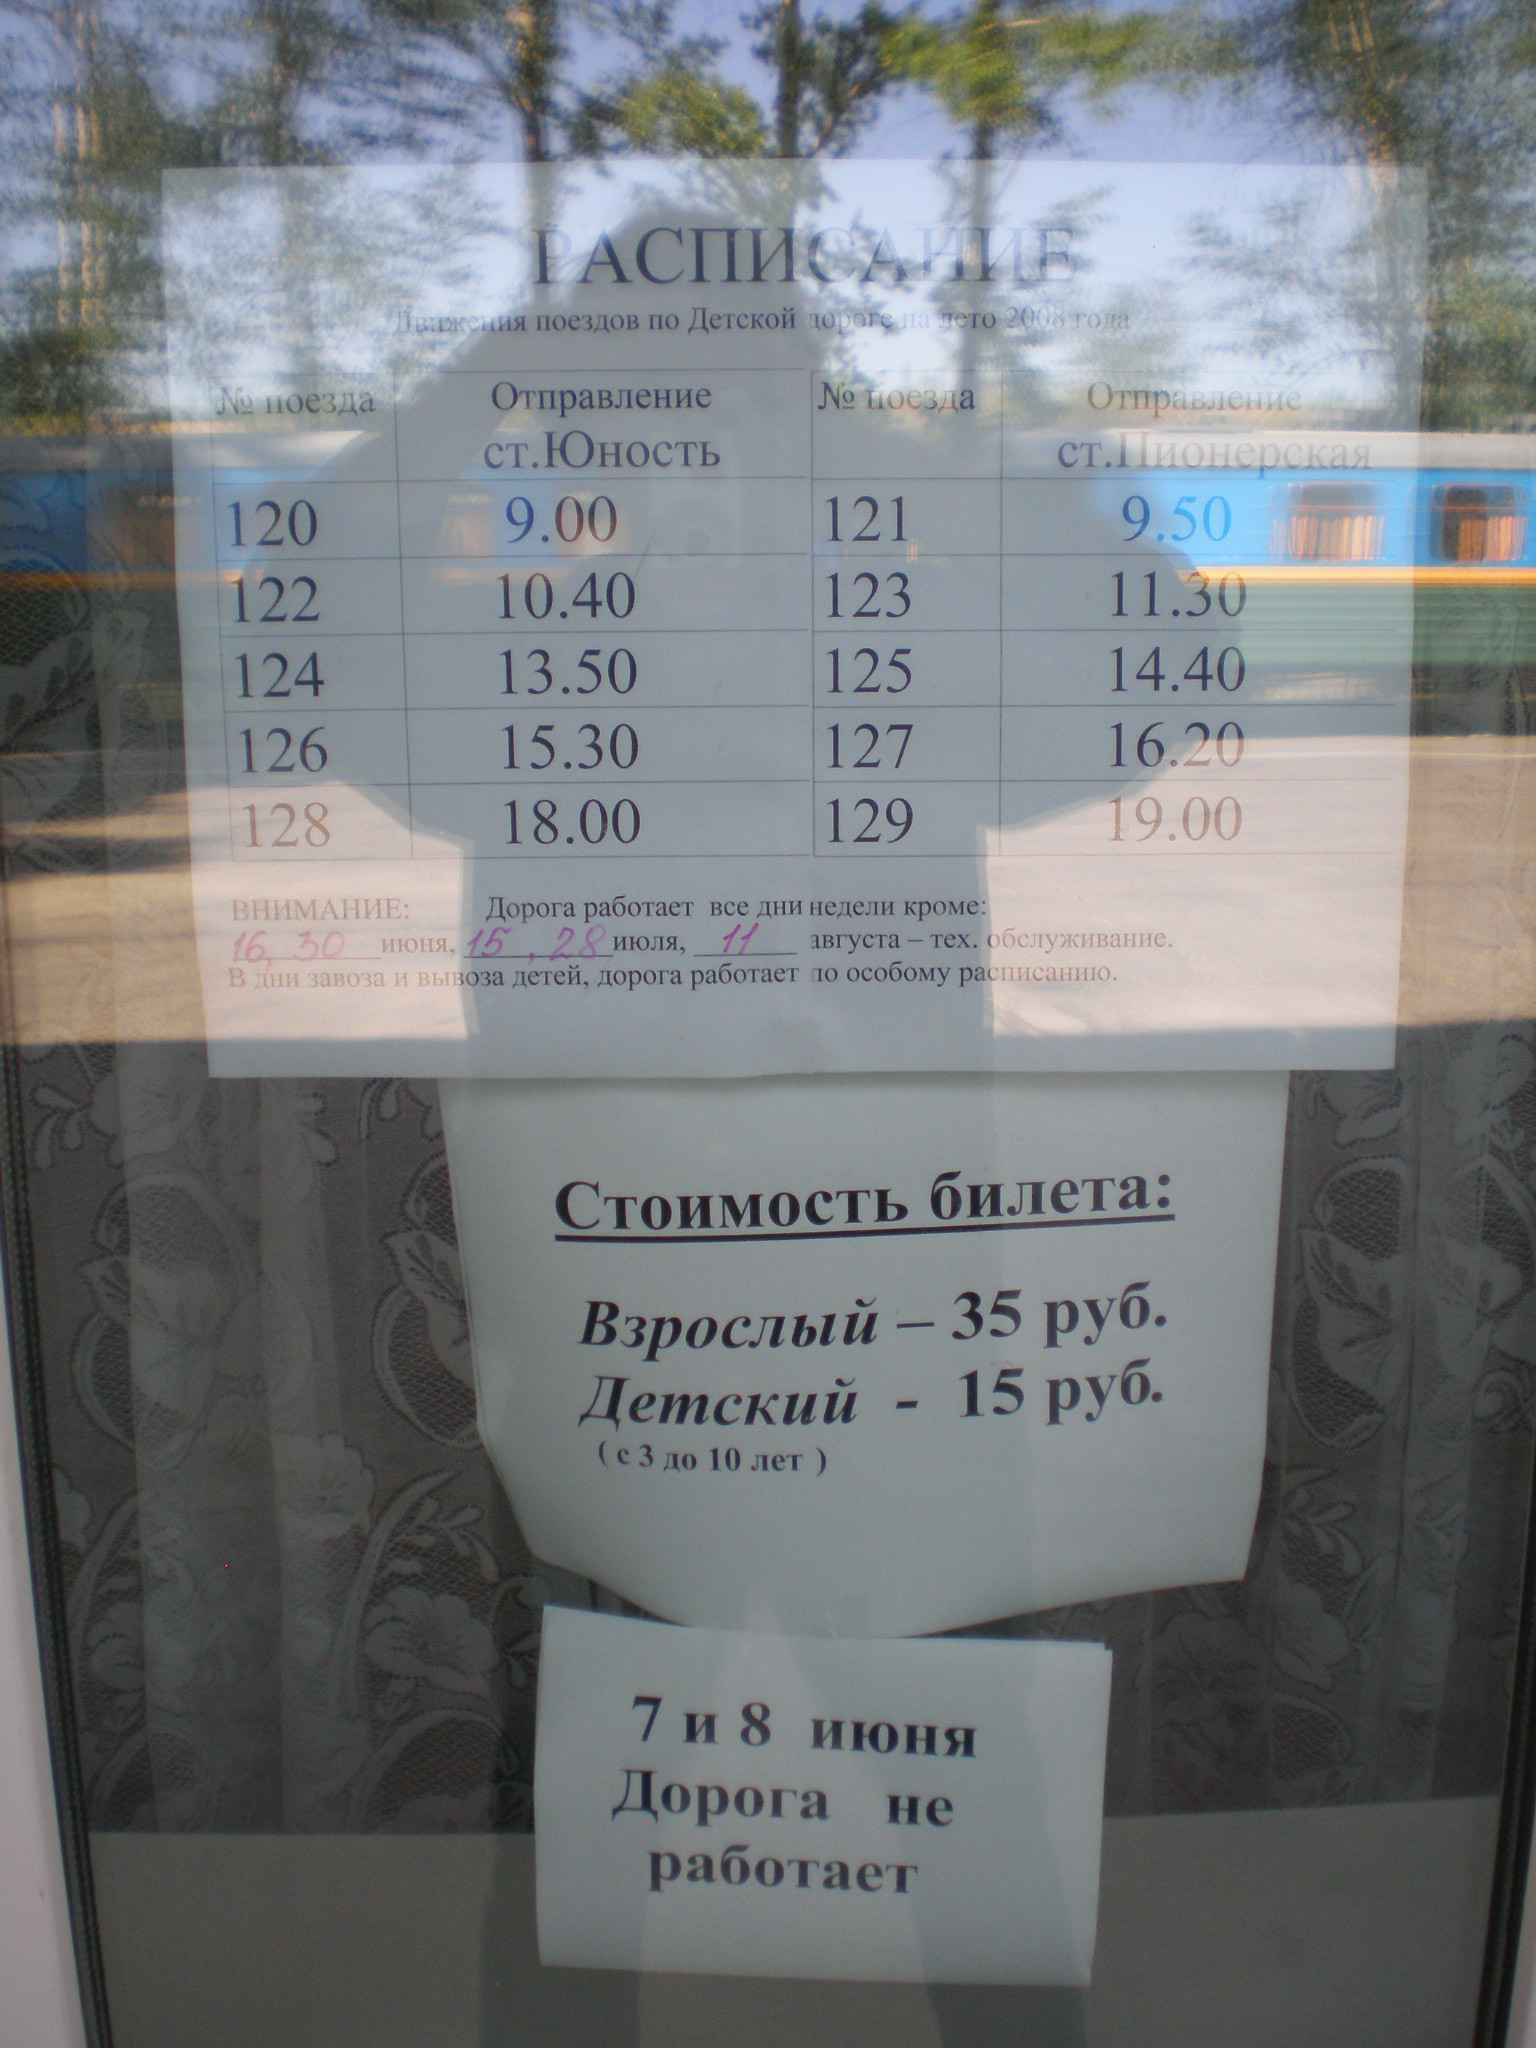 РАСПИСАНИЕ
Движения поездов по Детской дороге на лето 2008 года
№ поезда Отправление ст.Юность № поезда Отправление ст.Пионерская
120 9.00 121 9.50
122 10.40 123 11.30
124 13.50 125 14.40
126 15.30 127 16.20
128 18.00 129 19.00
ВНИМАНИЕ: Дорога работает все дни недели кроме:
16, 30 июня, 15, 28 июля, 11 августа – тех. обслуживание.
В дни завоза и вывоза детей, дорога работает по особому расписанию.
Стоимость билета:
Взрослый – 35 руб.
Детский - 15 руб.
( с 3 до 10 лет )
7 и 8 июня
Дорога не
работает